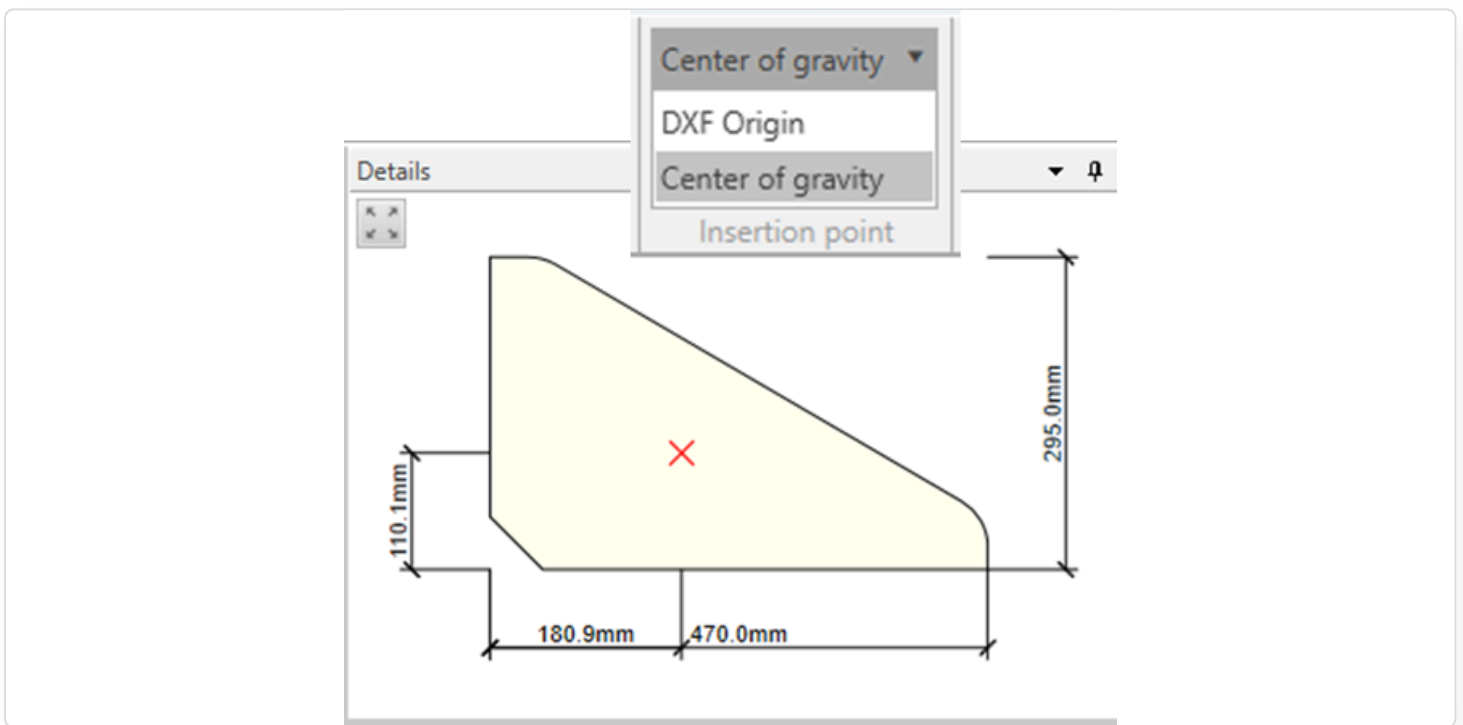 Center of gravity
DXF Origin
Center of gravity
Insertion point
Details
295.0mm
110.1mm
180.9mm
470.0mm